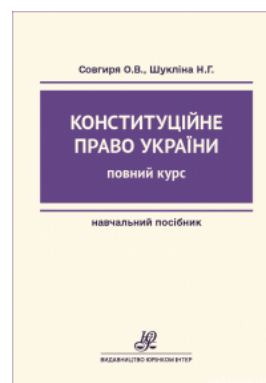 Совгиря О.В., Шукліна Н.Г.
КОНСТИТУЦІЙНЕ
ПРАВО УКРАЇНИ
повний курс
навчальний посібник
ВИДАВНИЦТВО ЮРІНКОМ ІНТЕР